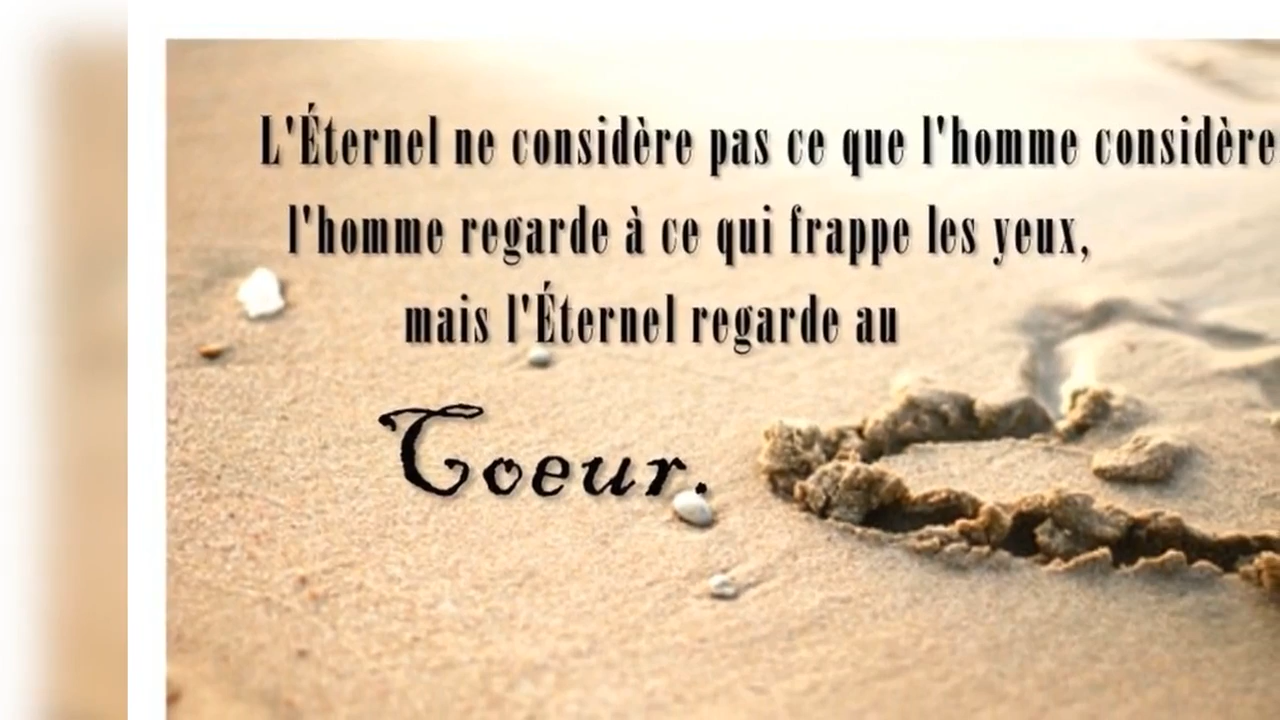 L'Éternel ne considère pas ce que l'homme considère
l'homme regarde à ce qui frappe les yeux,
mais l'Éternel regarde au
Coeur.